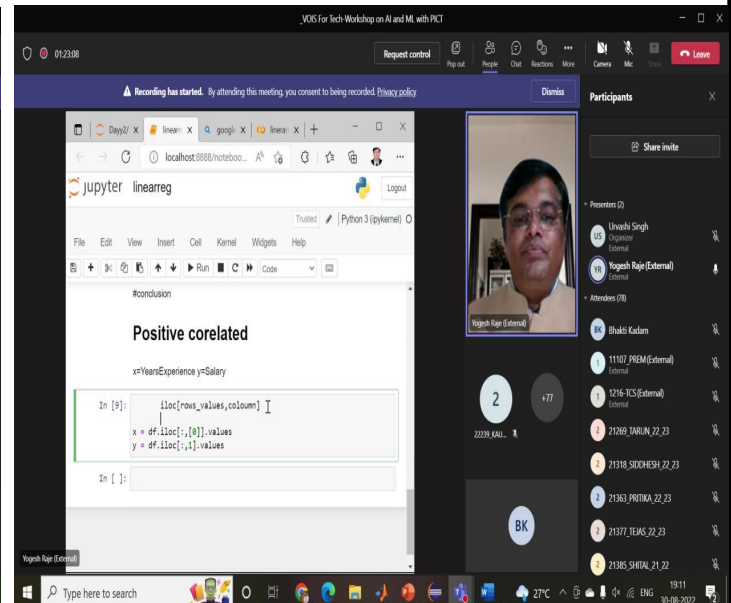 _VOIS For Tech-Workshop on AI and ML with PICT
01:23:08
Request control
Pop out
People
Chat
Reactions
More
Camera
Mic
Share
Leave
Recording has started. By attending this meeting, you consent to being recorded. Privacy policy
Dismiss
Participants
Share invite
Dayy2/
linearre
googl
lineran
localhost:8888/noteboo...
jupyter linearreg
Logout
Trusted
Python 3 (ipykernel)
File Edit View Insert Cell Kernel Widgets Help
Run
Code
#conclusion
Positive corelated
x=YearsExperience y=Salary
In [9]:
iloc[rows_values,coloumn]
x = df.iloc[:,[0]].values
y = df.iloc[:,1].values
In [ ]:
Yogesh Raje (External)
Yogesh Raje (External)
2
22239_KAU...
+77
BK
Presenters (2)
US
Urvashi Singh
Organizer
External
YR
Yogesh Raje (External)
External
Attendees (78)
BK
Bhakti Kadam
1
11107_PREM (External)
External
1
1216-TCS (External)
External
2
21269_TARUN_22_23
2
21318_SIDDHESH_22_23
2
21363_PRITIKA_22_23
2
21377_TEJAS_22_23
2
21385_SHITAL_21_22
Type here to search
27°C
ENG
19:11
30-08-2022